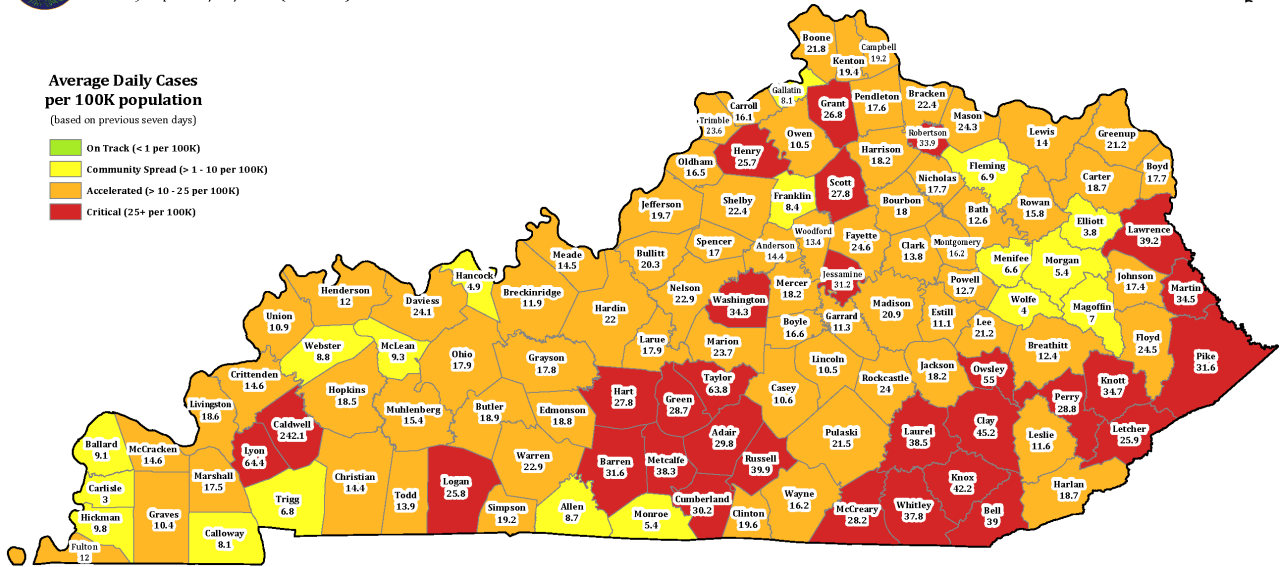 Average Daily Cases
per 100K population
(based on previous seven days)
On Track (< 1 per 100K)
Community Spread (> 1 - 10 per 100K)
Accelerated (> 10 - 25 per 100K)
Critical (25+ per 100K)
Boone
21.8
Campbell
19.2
Kenton
19.4
Gallatin
8.1
Grant
26.8
Pendleton
17.6
Bracken
22.4
Carroll
16.1
Trimble
23.6
Mason
24.3
Robertson
33.9
Lewis
14
Greenup
21.2
Owen
10.5
Henry
25.7
Harrison
18.2
Oldham
16.5
Fleming
6.9
Boyd
17.7
Carter
18.7
Nicholas
17.7
Scott
27.8
Franklin
8.4
Shelby
22.4
Jefferson
19.7
Bourbon
18
Bath
12.6
Rowan
15.8
Elliott
3.8
Lawrence
39.2
Woodford
13.4
Fayette
24.6
Spencer
17
Anderson
14.4
Clark
13.8
Montgomery
16.2
Menifee
6.6
Morgan
5.4
Bullitt
20.3
Meade
14.5
Hancock
4.9
Jessamine
31.2
Mercer
18.2
Powell
12.7
Johnson
17.4
Martin
34.5
Henderson
12
Daviess
24.1
Breckinridge
11.9
Nelson
22.9
Washington
34.3
Hardin
22
Madison
20.9
Wolfe
4
Magoffin
7
Union
10.9
Garrard
11.3
Estill
11.1
Boyle
16.6
Lee
21.2
Webster
8.8
McLean
9.3
Larue
17.9
Marion
23.7
Breathitt
12.4
Floyd
24.5
Ohio
17.9
Grayson
17.8
Lincoln
10.5
Pike
31.6
Crittenden
14.6
Jackson
18.2
Owsley
55
Rockcastle
24
Taylor
63.8
Hart
27.8
Green
28.7
Casey
10.6
Knott
34.7
Perry
28.8
Hopkins
18.5
Livingston
18.6
Muhlenberg
15.4
Butler
18.9
Edmonson
18.8
Caldwell
242.1
Clay
45.2
Adair
29.8
Pulaski
21.5
Laurel
38.5
Leslie
11.6
Letcher
25.9
Ballard
9.1
McCracken
14.6
Lyon
64.4
Warren
22.9
Barren
31.6
Metcalfe
38.3
Russell
39.9
Marshall
17.5
Christian
14.4
Logan
25.8
Knox
42.2
Harlan
18.7
Carlisle
3
Trigg
6.8
Todd
13.9
Cumberland
30.2
Wayne
16.2
Hickman
9.8
Graves
10.4
Simpson
19.2
Allen
8.7
Monroe
5.4
Clinton
19.6
McCreary
28.2
Whitley
37.8
Bell
39
Calloway
8.1
Fulton
12